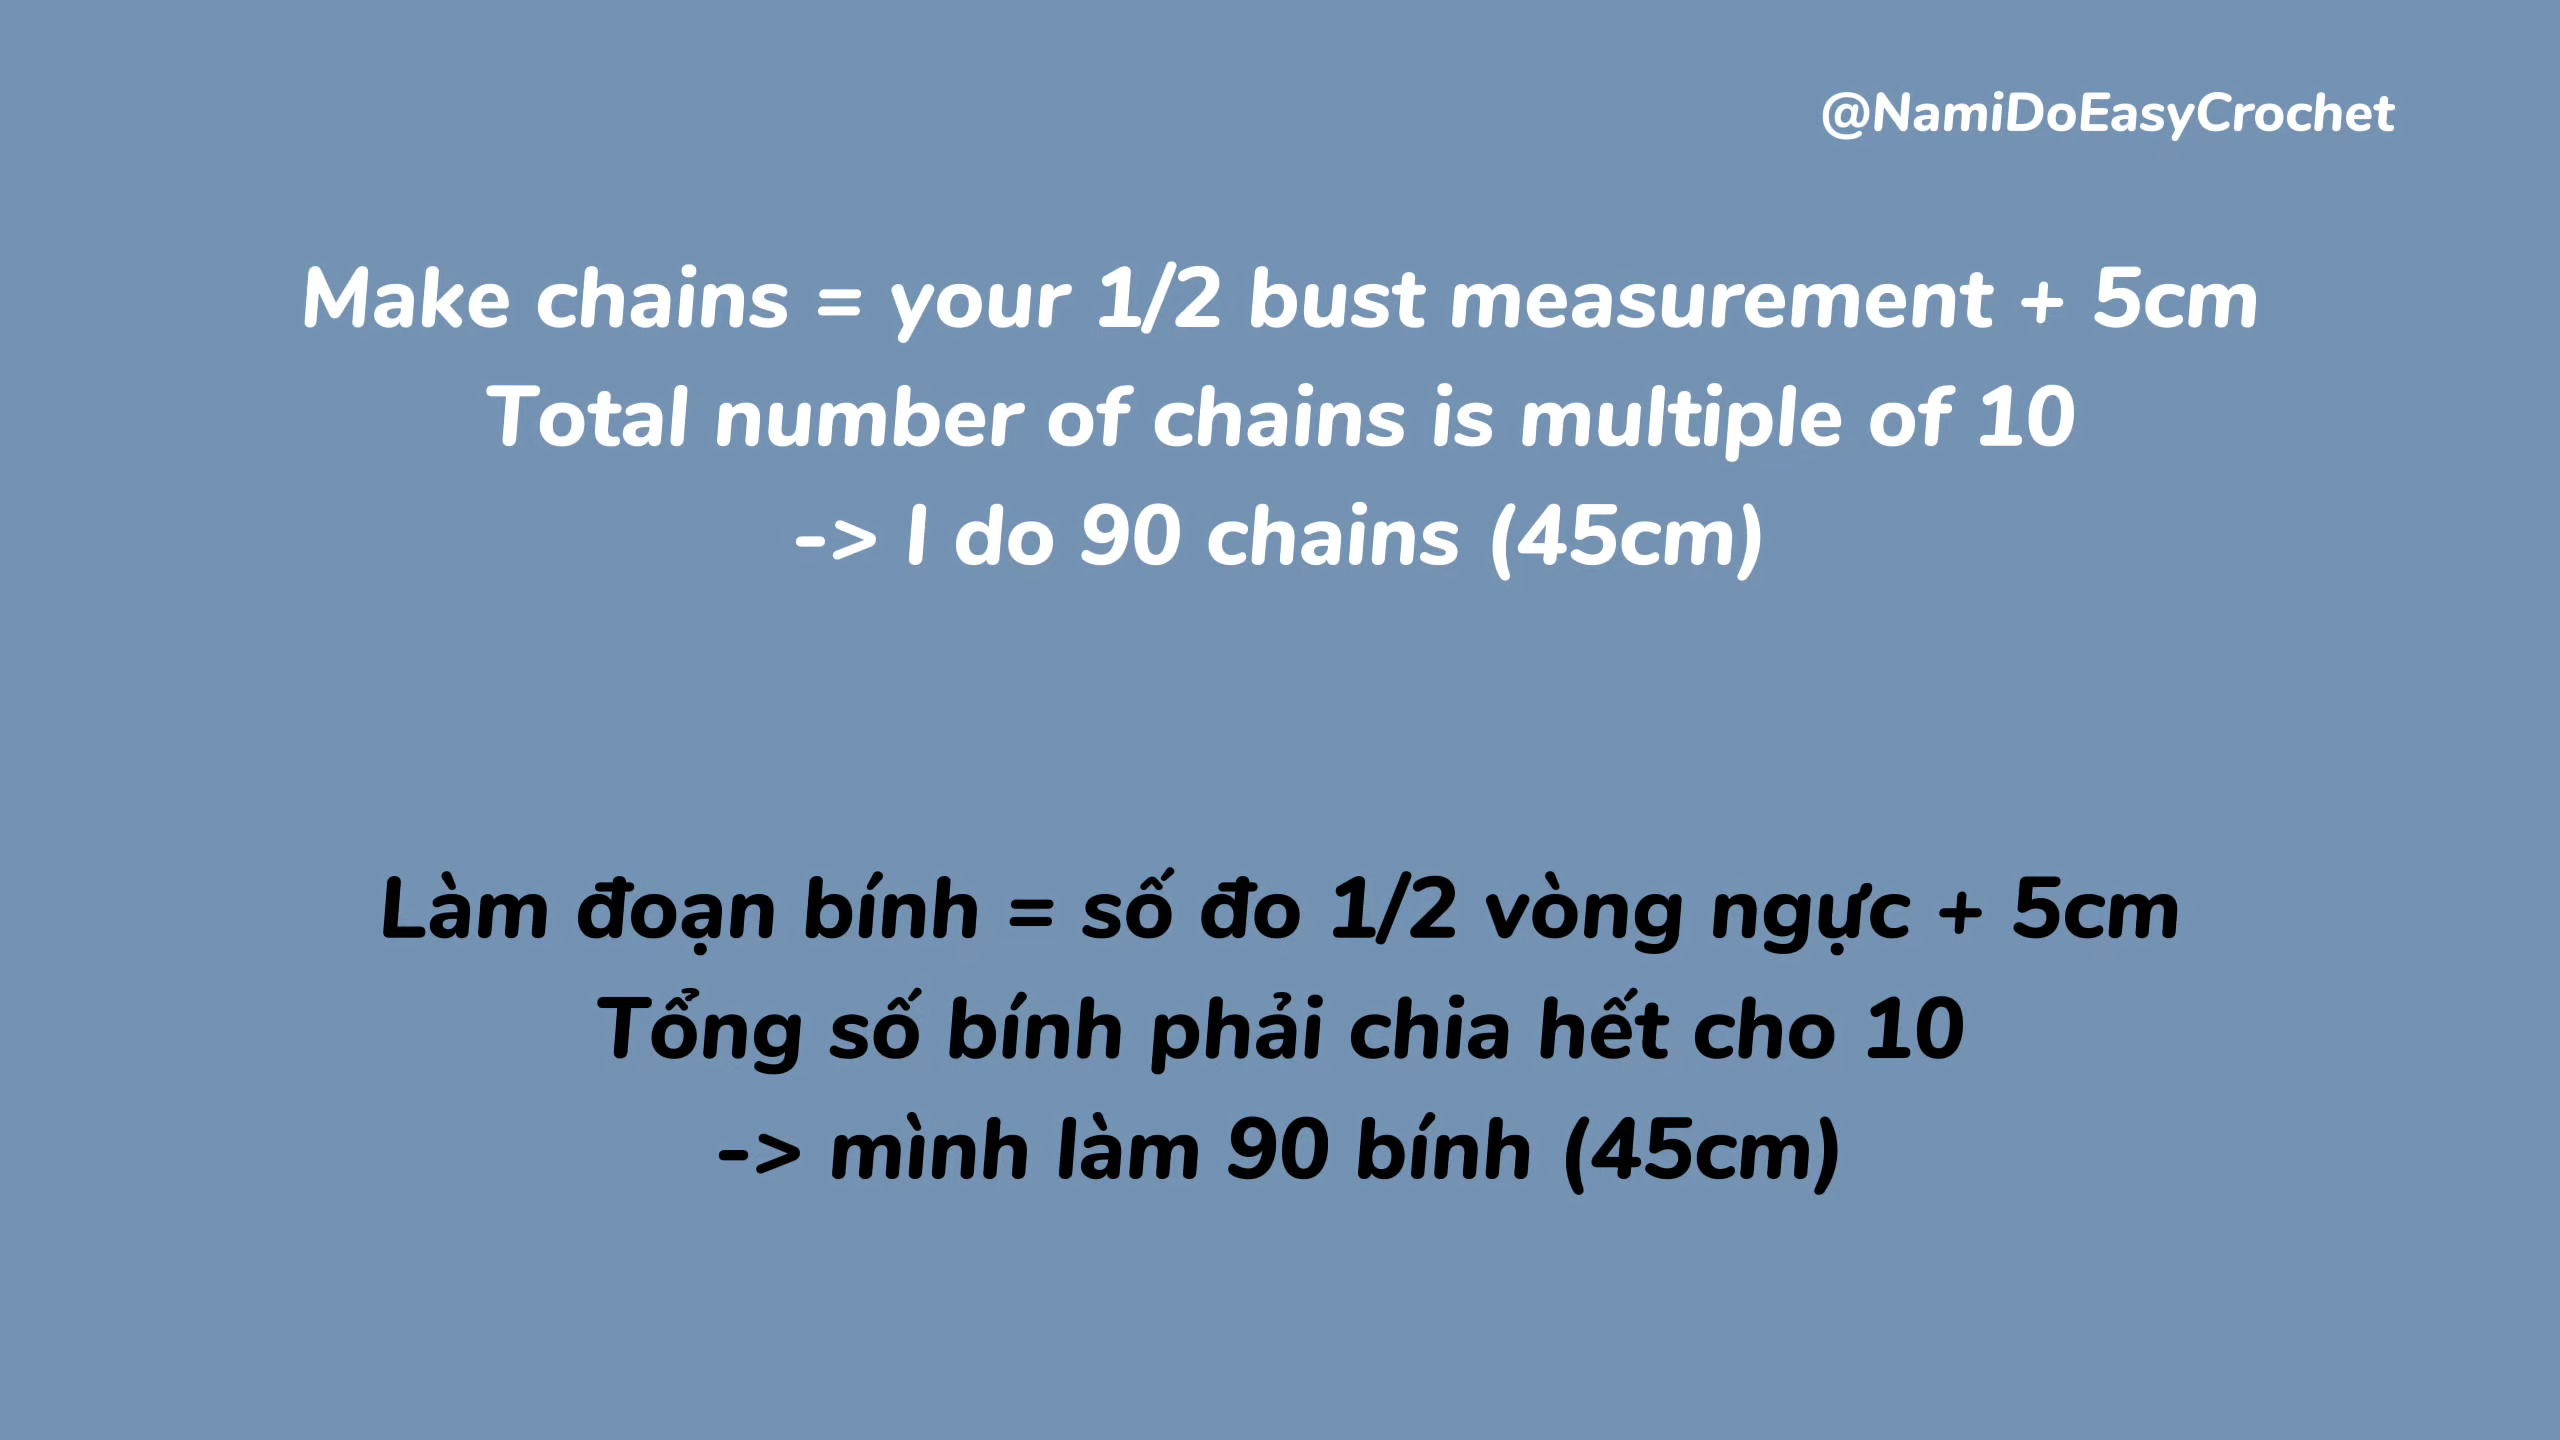 @NamiDoEasyCrochet
Make chains = your 1/2 bust measurement + 5cm
Total number of chains is multiple of 10
-> I do 90 chains (45cm)
Làm đoạn bính = số đo 1/2 vòng ngực + 5cm
Tổng số bính phải chia hết cho 10
-> mình làm 90 bính (45cm)